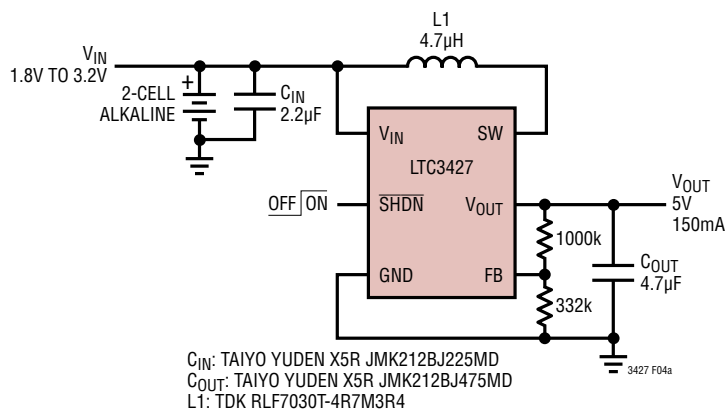 L1
4.7µH
VIN
1.8V TO 3.2V
2-CELL
ALKALINE
+
CIN
2.2µF
VIN
SW
LTC3427
OFF ON
SHDN
VOUT
VOUT
5V
150mA
1000k
GND
FB
COUT
4.7µF
332k
3427 F04a
CIN: TAIYO YUDEN X5R JMK212BJ225MD
COUT: TAIYO YUDEN X5R JMK212BJ475MD
L1: TDK RLF7030T-4R7M3R4